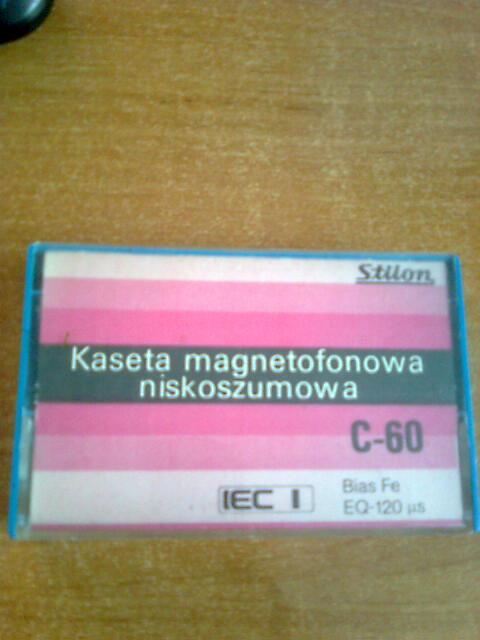 Stilon
Kaseta magnetofonowa
niskoszumowa
C-60
IEC I
Bias Fe
EQ-120 µs